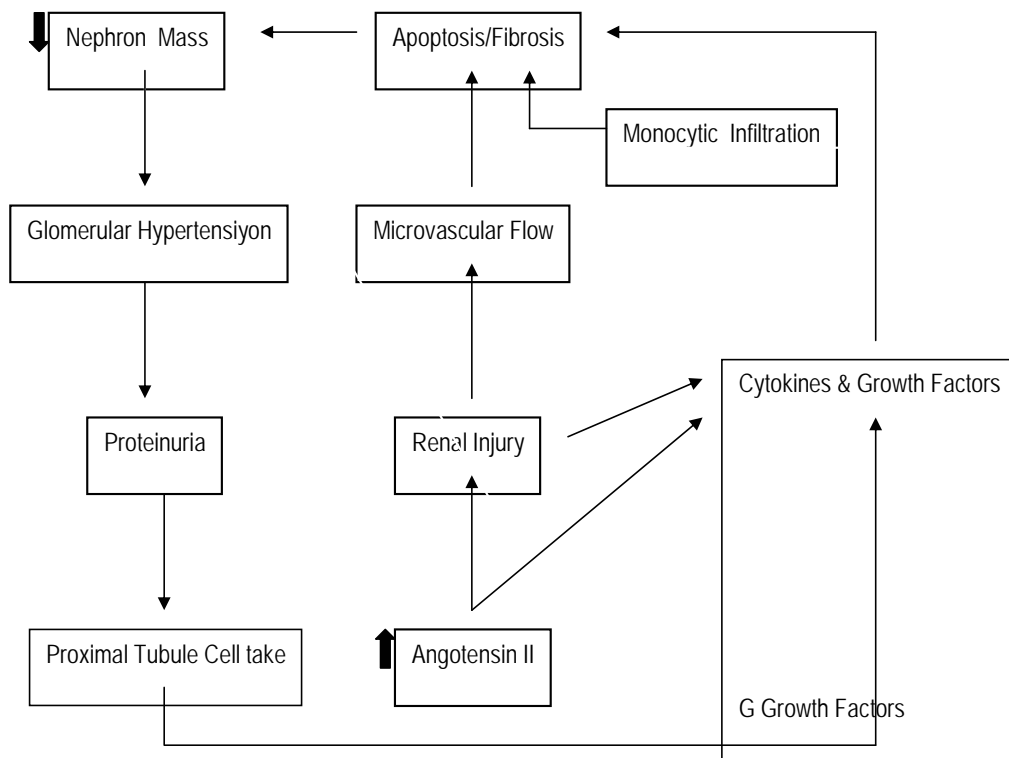 Nephron Mass
Apoptosis/Fibrosis
Monocytic Infiltration
Glomerular Hypertensiyon
Microvascular Flow
Cytokines & Growth Factors
Proteinuria
Renal Injury
Proximal Tubule Cell take
Angotensin II
G Growth Factors